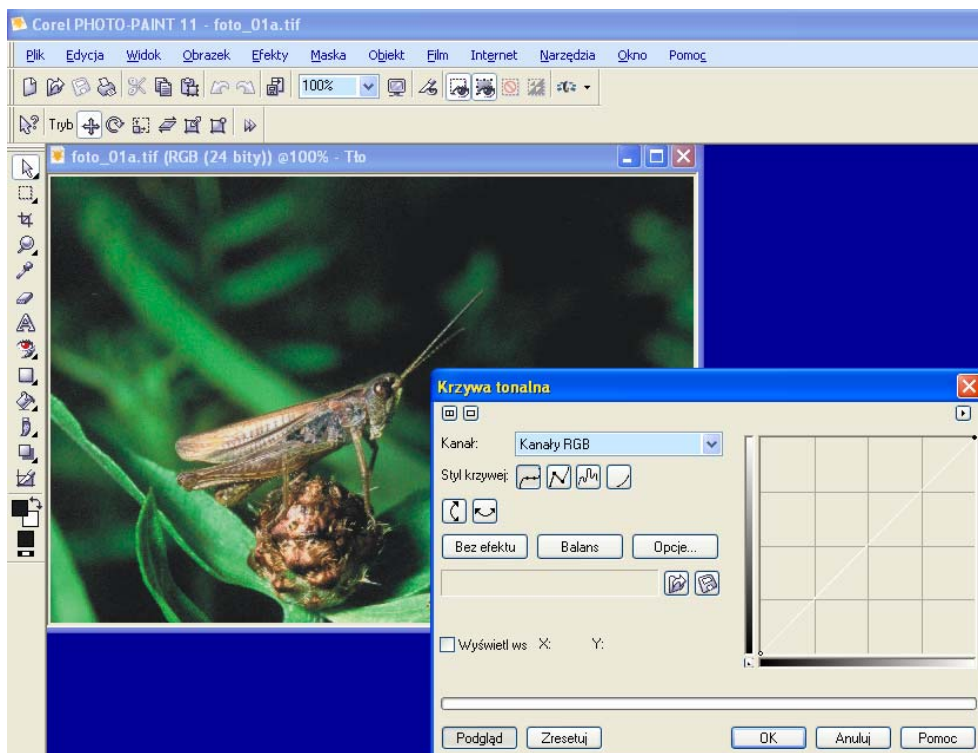 Corel PHOTO-PAINT 11 - foto_01a.tif
Plik Edycja Widok Obrazek Efekty Maska Objekt Film Internet Narzędzia Okno Pomoc
100%
Tryb
foto_01a.tif (RGB (24 bity)) @100% - Tło
Krzywa tonalna
Kanał: Kanały RGB
Styl krzywej:
Bez efektu Balans Opcje...
Wyświetl ws X: Y:
Podgląd Zresetuj OK Anuluj Pomoc